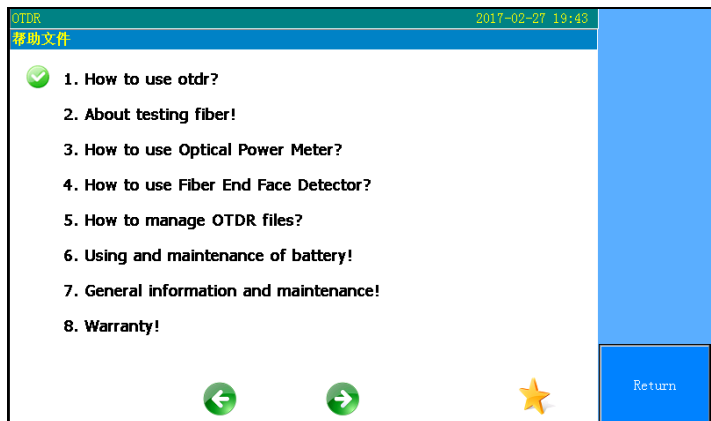 OTDR 2017-02-27 19:43
帮助文件
1. How to use otdr?
2. About testing fiber!
3. How to use Optical Power Meter?
4. How to use Fiber End Face Detector?
5. How to manage OTDR files?
6. Using and maintenance of battery!
7. General information and maintenance!
8. Warranty!
Return